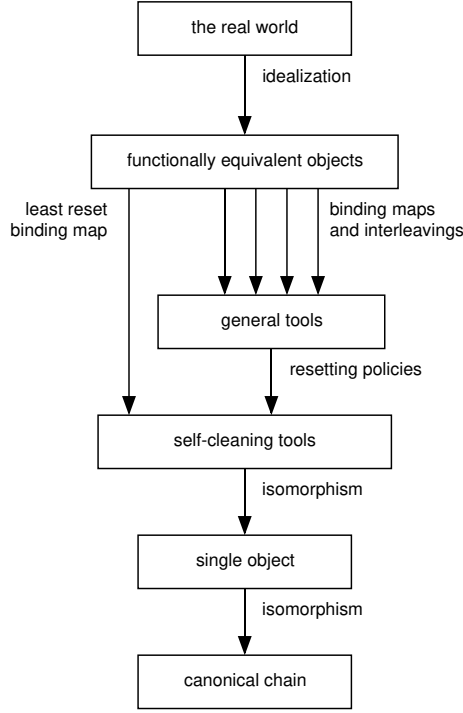 the real world
idealization
functionally equivalent objects
least reset
binding map
binding maps
and interleavings
general tools
resetting policies
self-cleaning tools
isomorphism
single object
isomorphism
canonical chain